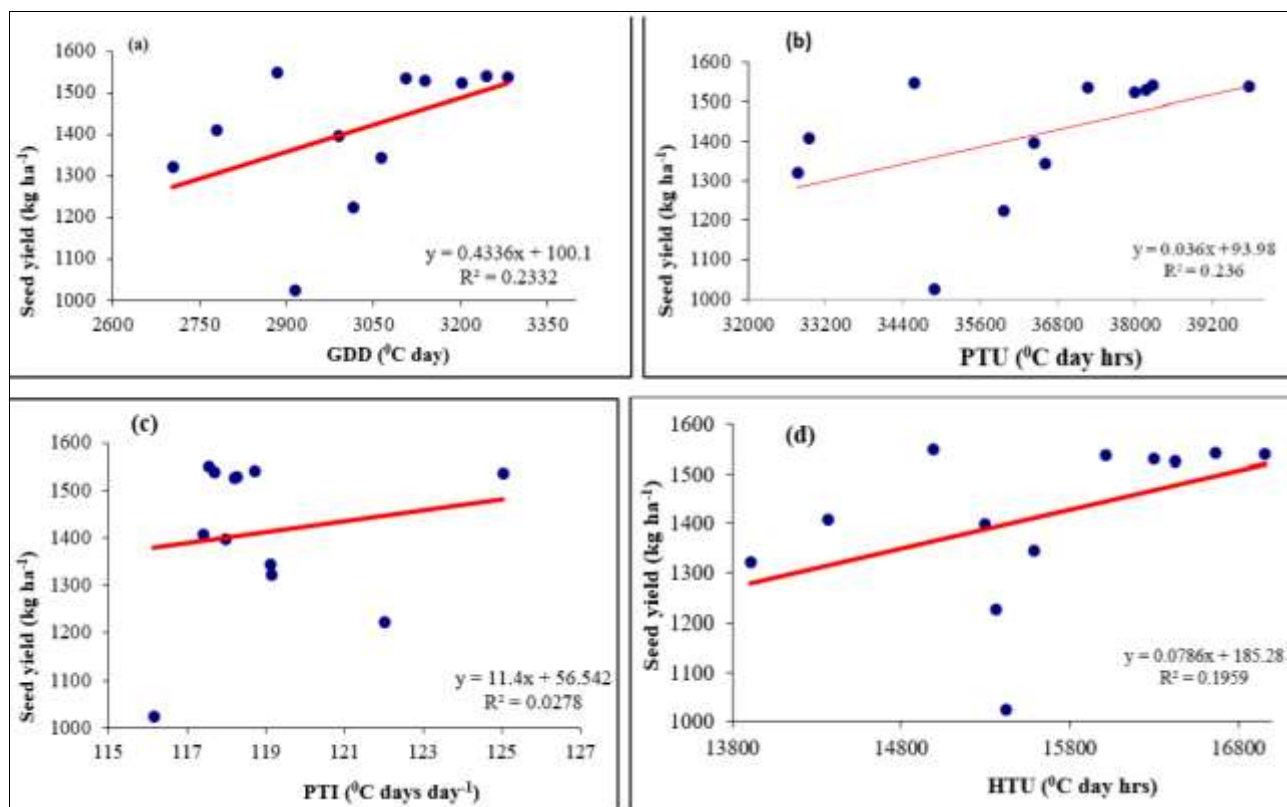 (a)
Seed yield (kg ha⁻¹)
1600
1500
1400
1300
1200
1100
1000
y = 0.4336x + 100.1
R² = 0.2332
2600 2750 2900 3050 3200 3350
GDD (⁰C day)
(b)
Seed yield (kg ha⁻¹)
1600
1500
1400
1300
1200
1100
1000
y = 0.036x +93.98
R² = 0.236
32000 33200 34400 35600 36800 38000 39200
PTU (⁰C day hrs)
(c)
Seed yield (kg ha⁻¹)
1600
1500
1400
1300
1200
1100
1000
y = 11.4x + 56.542
R² = 0.0278
115 117 119 121 123 125 127
PTI (⁰C days day⁻¹)
(d)
Seed yield (kg ha⁻¹)
1600
1500
1400
1300
1200
1100
1000
y = 0.0786x + 185.28
R² = 0.1959
13800 14800 15800 16800
HTU (⁰C day hrs)